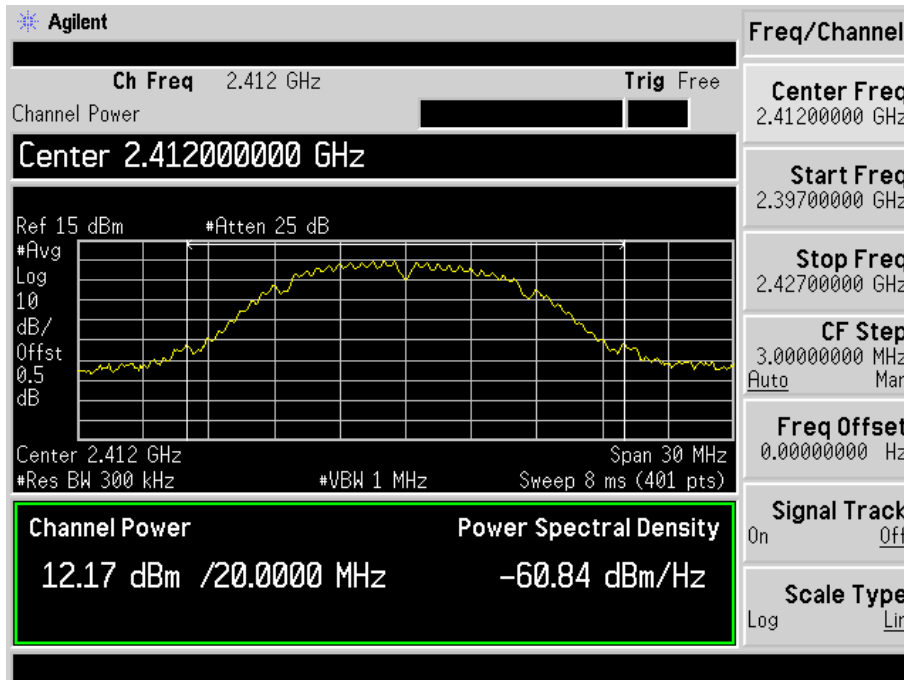 Agilent
Freq/Channel
Ch Freq 2.412 GHz Trig Free
Channel Power
Center 2.412000000 GHz
Ref 15 dBm #Atten 25 dB
#Avg
Log
10
dB/
Offst
0.5
dB
Center 2.412 GHz Span 30 MHz
#Res BW 300 kHz #VBW 1 MHz Sweep 8 ms (401 pts)
Channel Power Power Spectral Density
12.17 dBm /20.0000 MHz -60.84 dBm/Hz
Center Freq
2.41200000 GHz
Start Freq
2.39700000 GHz
Stop Freq
2.42700000 GHz
CF Step
3.00000000 MHz
Auto Man
Freq Offset
0.00000000 Hz
Signal Track
On Off
Scale Type
Log Lin